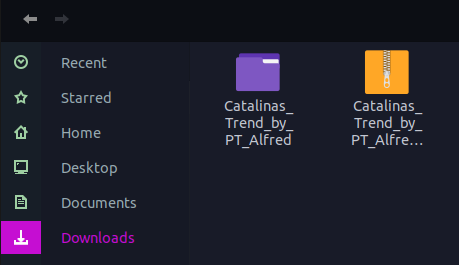 Recent
Starred
Home
Desktop
Documents
Downloads
Catalinas_
Trend_by_
PT_Alfred
Catalinas_
Trend_by_
PT_Alfre...